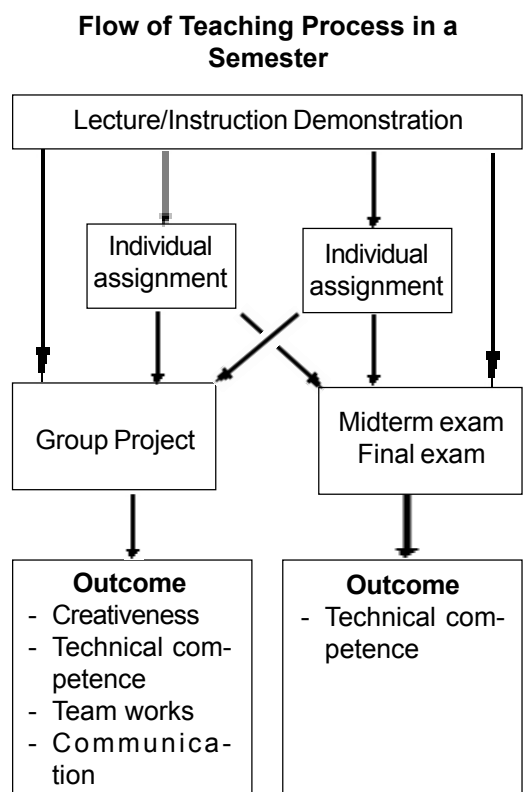 Flow of Teaching Process in a
Semester
Lecture/Instruction Demonstration
Individual
assignment
Individual
assignment
Group Project
Midterm exam
Final exam
Outcome
- Creativeness
- Technical com-
petence
- Team works
- Communica-
tion
Outcome
- Technical com-
petence